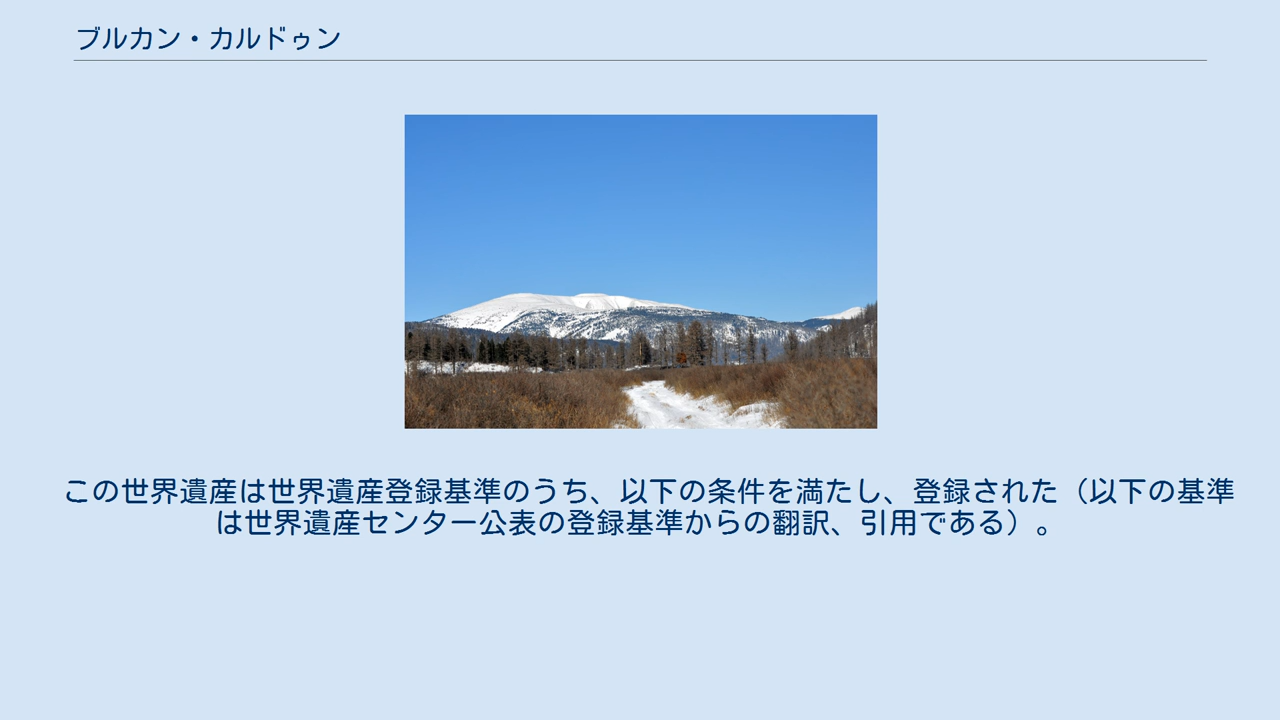 ブルカン・カルドゥン
この世界遺産は世界遺産登録基準のうち、以下の条件を満たし、登録された（以下の基準
は世界遺産センター公表の登録基準からの翻訳、引用である）。